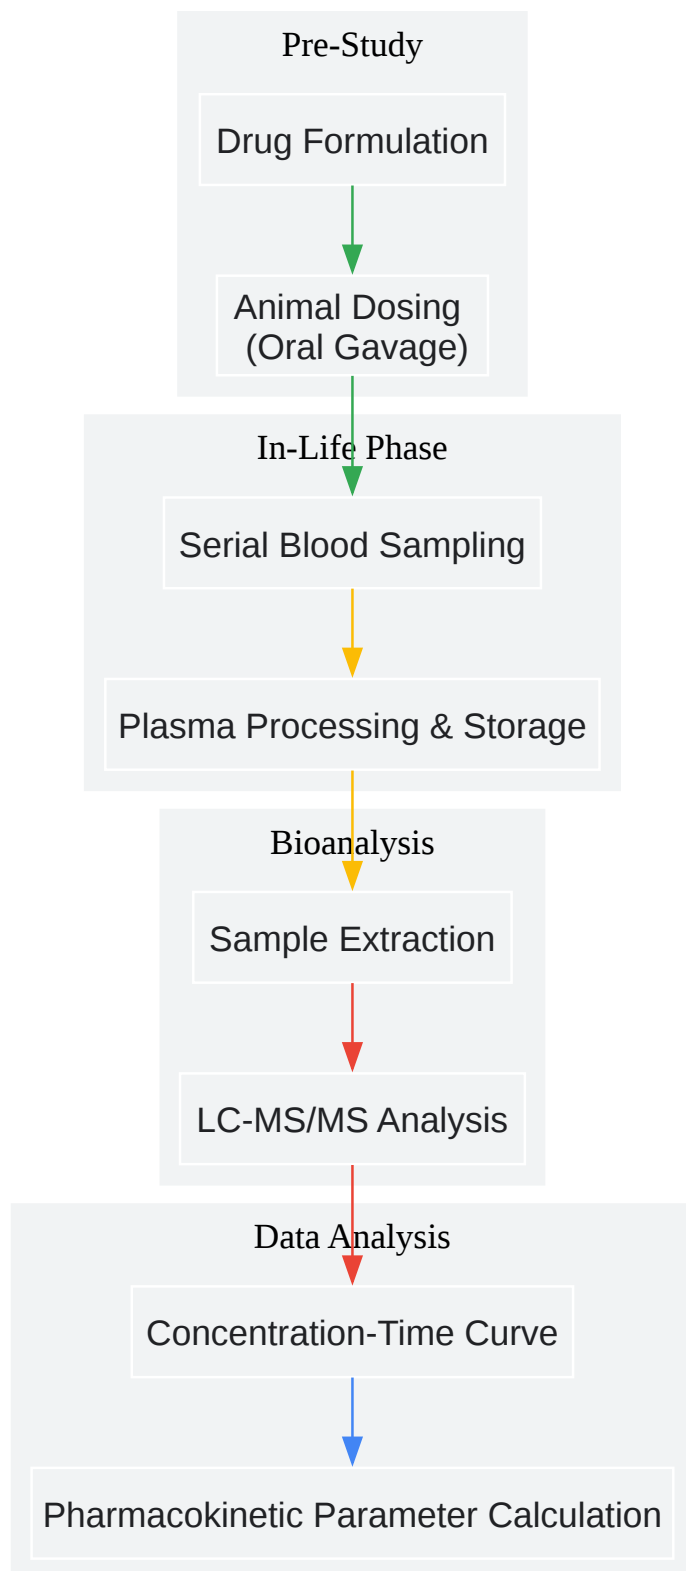 Pre-Study
Drug Formulation
Animal Dosing
(Oral Gavage)
In-Life Phase
Serial Blood Sampling
Plasma Processing & Storage
Bioanalysis
Sample Extraction
LC-MS/MS Analysis
Data Analysis
Concentration-Time Curve
Pharmacokinetic Parameter Calculation